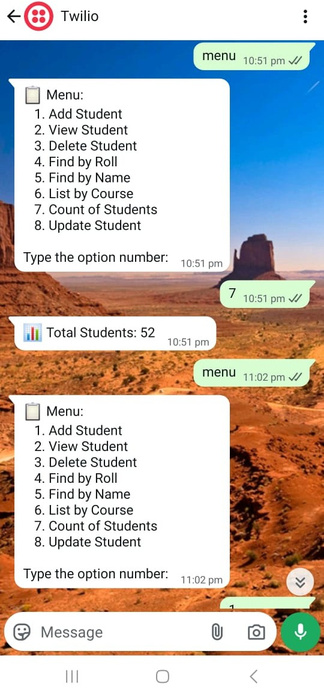 Twilio
menu 10:51 pm
📋 Menu:
1. Add Student
2. View Student
3. Delete Student
4. Find by Roll
5. Find by Name
6. List by Course
7. Count of Students
8. Update Student
Type the option number:
10:51 pm
7 10:51 pm
📊 Total Students: 52
10:51 pm
menu 11:02 pm
📋 Menu:
1. Add Student
2. View Student
3. Delete Student
4. Find by Roll
5. Find by Name
6. List by Course
7. Count of Students
8. Update Student
Type the option number:
11:02 pm
Message